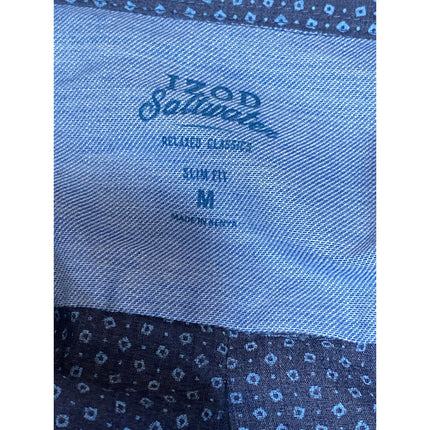 IZOD
Saltwater
RELAXED CLASSICS
SLIM FIT
M
MADE IN KENYA